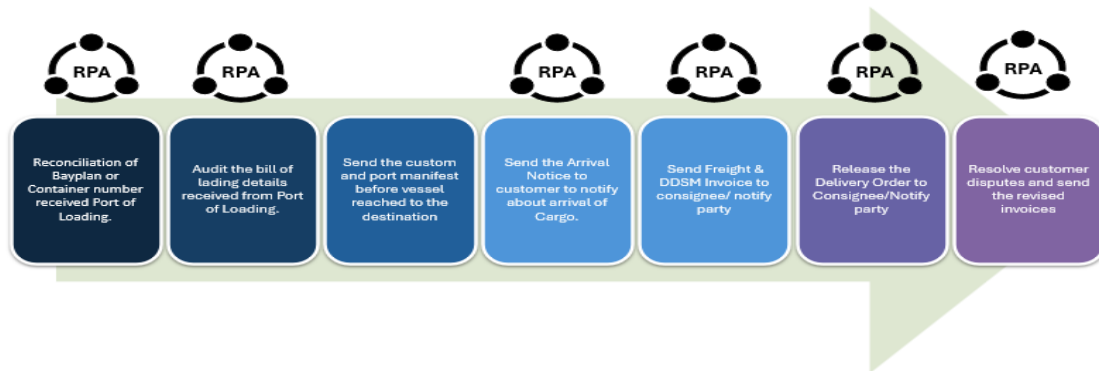 RPA
RPA
RPA
RPA
RPA
RPA
Reconciliation of
Bayplan or
Container number
received Port of
Loading.
Audit the bill of
lading details
received from Port
of Loading.
Send the custom
and port manifest
before vessel
reached to the
destination
Send the Arrival
Notice to
customer to notify
about arrival of
Cargo.
Send Freight &
DDSM Invoice to
consignee/ notify
party
Release the
Delivery Order to
Consignee/Notify
party
Resolve customer
disputes and send
the revised
invoices